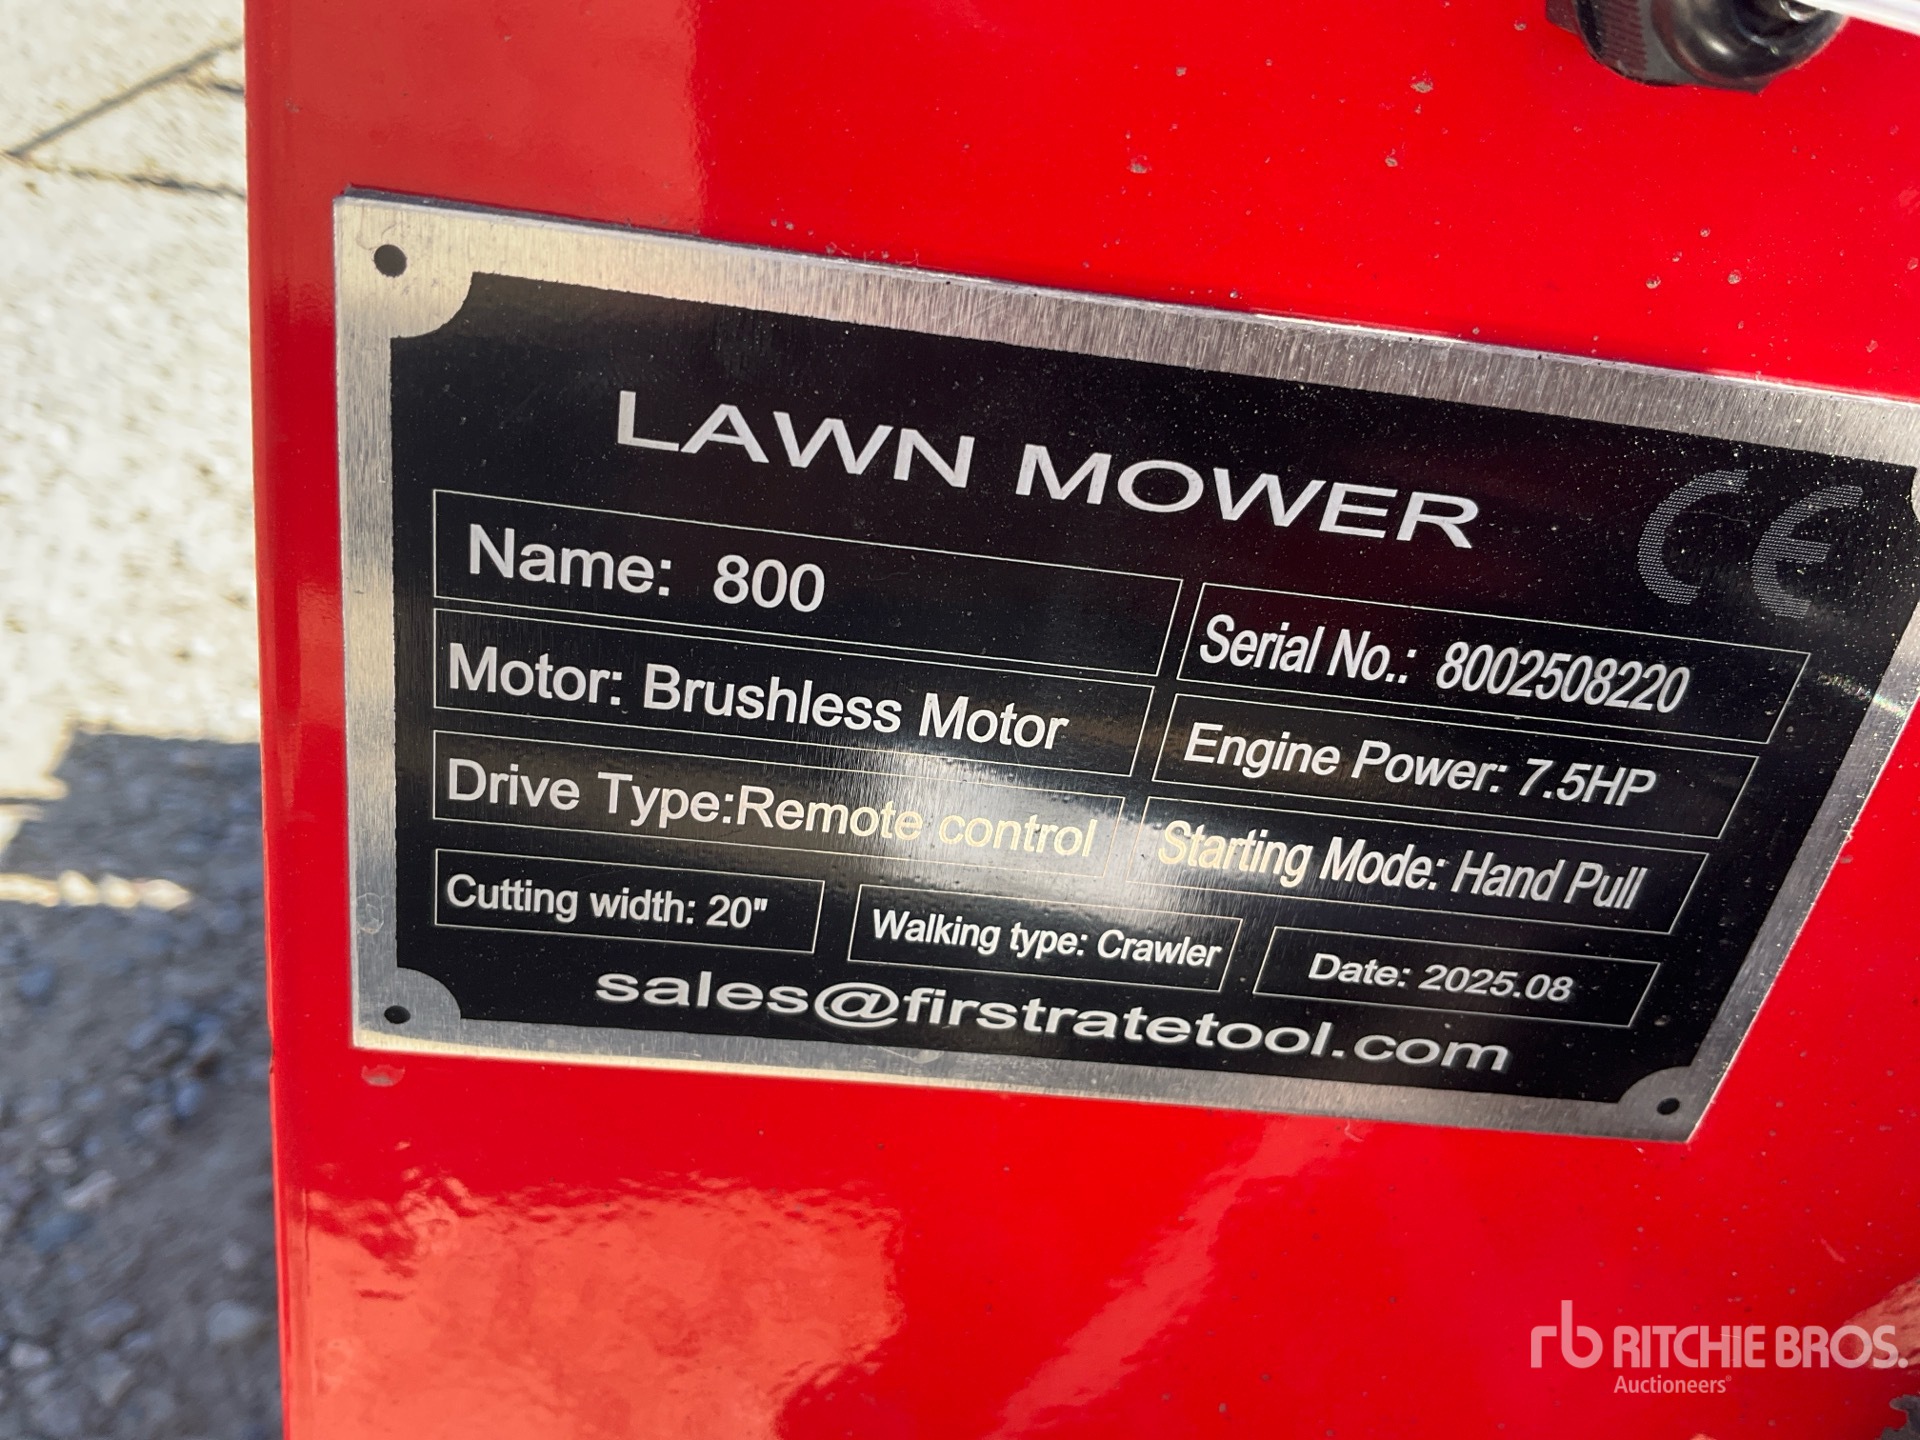 LAWN MOWER
CE
Name: 800
Serial No.: 8002508220
Motor: Brushless Motor
Engine Power: 7.5HP
Drive Type:Remote control
Starting Mode: Hand Pull
Cutting width: 20"
Walking type: Crawler
Date: 2025.08
sales@firstratetool.com
rb RITCHIE BROS.
Auctioneers®